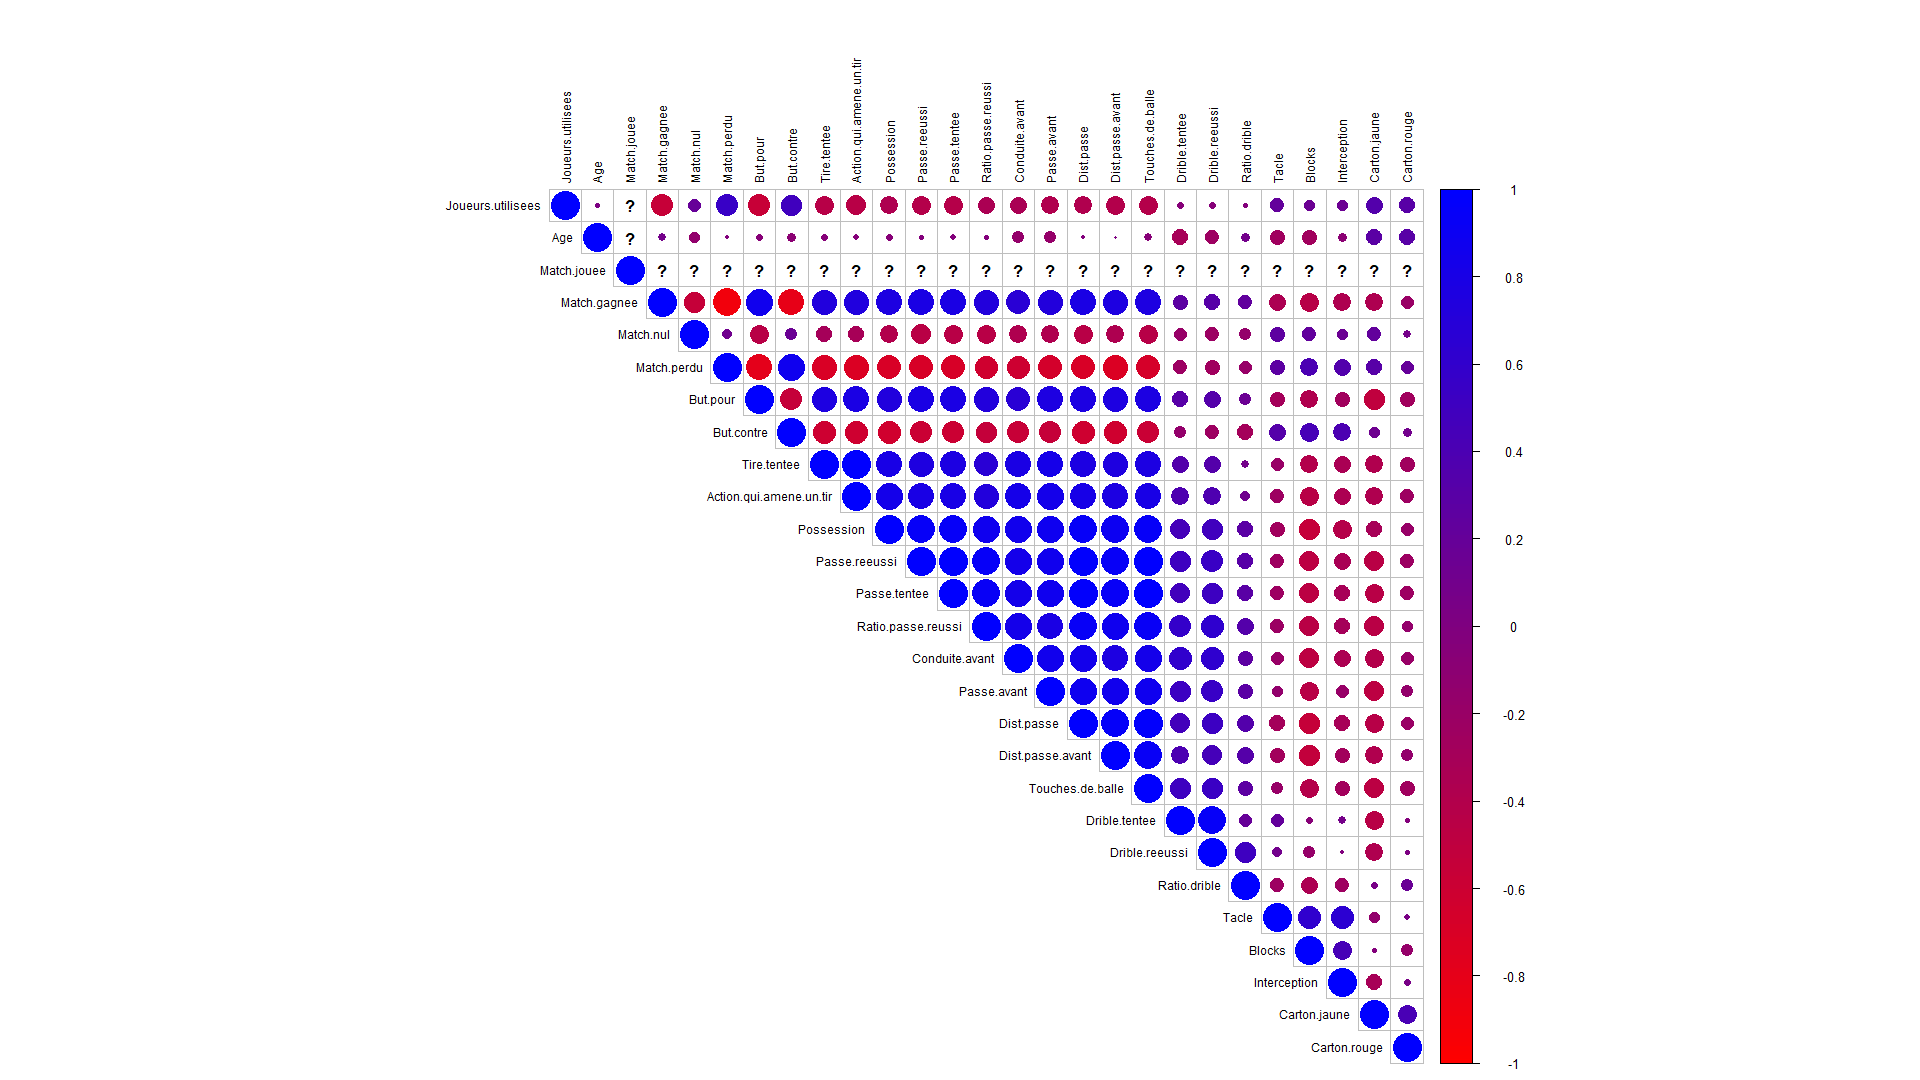 Joueurs.utilisees
Age
Match.jouee
Match.gagnee
Match.nul
Match.perdu
But.pour
But.contre
Tire.tentee
Action.qui.amene.un.tir
Possession
Passe.reeussi
Passe.tentee
Ratio.passe.reussi
Conduite.avant
Passe.avant
Dist.passe
Dist.passe.avant
Touches.de.balle
Drible.tentee
Drible.reeussi
Ratio.drible
Tacle
Blocks
Interception
Carton.jaune
Carton.rouge
Joueurs.utilisees ?
Age ?
Match.jouee ? ? ? ? ? ? ? ? ? ? ? ? ? ? ? ? ? ? ? ? ? ? ? ?
Match.gagnee
Match.nul
Match.perdu
But.pour
But.contre
Tire.tentee
Action.qui.amene.un.tir
Possession
Passe.reeussi
Passe.tentee
Ratio.passe.reussi
Conduite.avant
Passe.avant
Dist.passe
Dist.passe.avant
Touches.de.balle
Drible.tentee
Drible.reeussi
Ratio.drible
Tacle
Blocks
Interception
Carton.jaune
Carton.rouge
1
0.8
0.6
0.4
0.2
0
-0.2
-0.4
-0.6
-0.8
-1